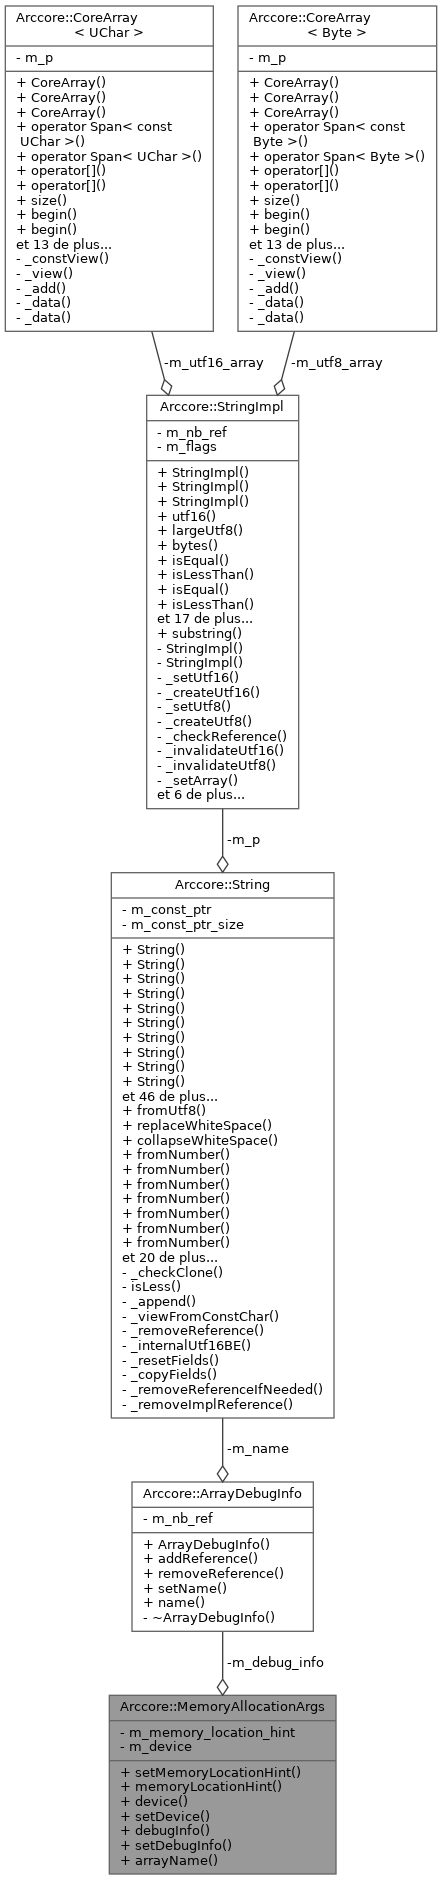 Arccore::CoreArray
< UChar >
- m_p
+ CoreArray()
+ CoreArray()
+ CoreArray()
+ operator Span< const
UChar >()
+ operator Span< UChar >()
+ operator[]()
+ operator[]()
+ size()
+ begin()
+ begin()
et 13 de plus...
- _constView()
- _view()
- _add()
- _data()
- _data()
Arccore::CoreArray
< Byte >
- m_p
+ CoreArray()
+ CoreArray()
+ CoreArray()
+ operator Span< const
Byte >()
+ operator Span< Byte >()
+ operator[]()
+ operator[]()
+ size()
+ begin()
+ begin()
et 13 de plus...
- _constView()
- _view()
- _add()
- _data()
- _data()
-m_utf16_array
-m_utf8_array
Arccore::StringImpl
- m_nb_ref
- m_flags
+ StringImpl()
+ StringImpl()
+ StringImpl()
+ utf16()
+ largeUtf8()
+ bytes()
+ isEqual()
+ isLessThan()
+ isEqual()
+ isLessThan()
et 17 de plus...
+ substring()
- StringImpl()
- StringImpl()
- _setUtf16()
- _createUtf16()
- _setUtf8()
- _createUtf8()
- _checkReference()
- _invalidateUtf16()
- _invalidateUtf8()
- _setArray()
et 6 de plus...
-m_p
Arccore::String
- m_const_ptr
- m_const_ptr_size
+ String()
+ String()
+ String()
+ String()
+ String()
+ String()
+ String()
+ String()
+ String()
+ String()
et 46 de plus...
+ fromUtf8()
+ replaceWhiteSpace()
+ collapseWhiteSpace()
+ fromNumber()
+ fromNumber()
+ fromNumber()
+ fromNumber()
+ fromNumber()
+ fromNumber()
+ fromNumber()
et 20 de plus...
- _checkClone()
- isLess()
- _append()
- _viewFromConstChar()
- _removeReference()
- _internalUtf16BE()
- _resetFields()
- _copyFields()
- _removeReferenceIfNeeded()
- _removeImplReference()
-m_name
Arccore::ArrayDebugInfo
- m_nb_ref
+ ArrayDebugInfo()
+ addReference()
+ removeReference()
+ setName()
+ name()
- ~ArrayDebugInfo()
-m_debug_info
Arccore::MemoryAllocationArgs
- m_memory_location_hint
- m_device
+ setMemoryLocationHint()
+ memoryLocationHint()
+ device()
+ setDevice()
+ debugInfo()
+ setDebugInfo()
+ arrayName()